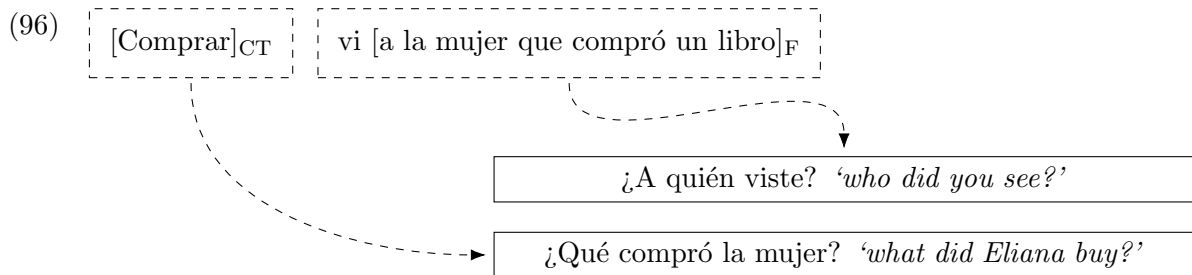 (96) [Comprar]CT vi [a la mujer que compró un libro]F
¿A quién viste? ‘who did you see?’
¿Qué compró la mujer? ‘what did Eliana buy?’